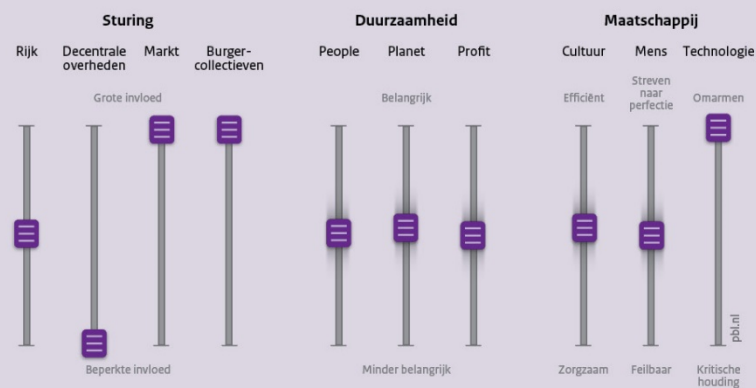 Sturing
Duurzaamheid
Maatschappij
Rijk
Decentrale
overheden
Markt
Burger-
collectieven
People
Planet
Profit
Cultuur
Mens
Technologie
Grote invloed
Belangrijk
Efficiënt
Streven
naar
perfectie
Omarmen
Beperkte invloed
Minder belangrijk
Zorgzaam
Feilbaar
Kritische
houding
pbl.nl